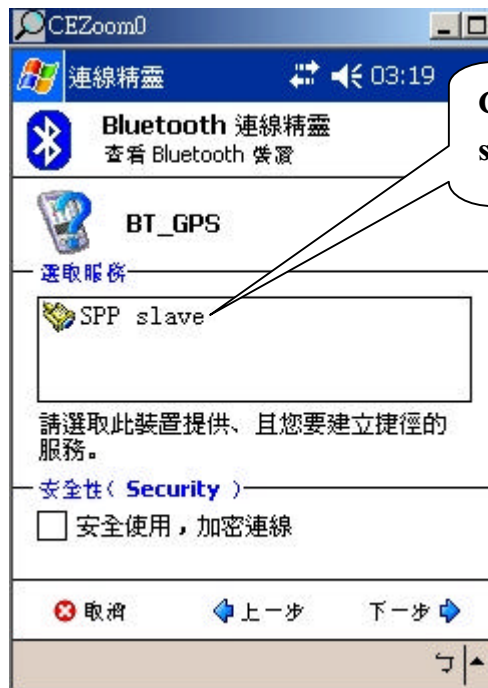 CEZoom0
連線精靈
03:19
Bluetooth 連線精靈
查看 Bluetooth 裝置
BT_GPS
選取服務
SPP slave
請選取此裝置提供、且您要建立捷徑的
服務。
安全性( Security )
安全使用，加密連線
取消
上一步
下一步
ㄅ